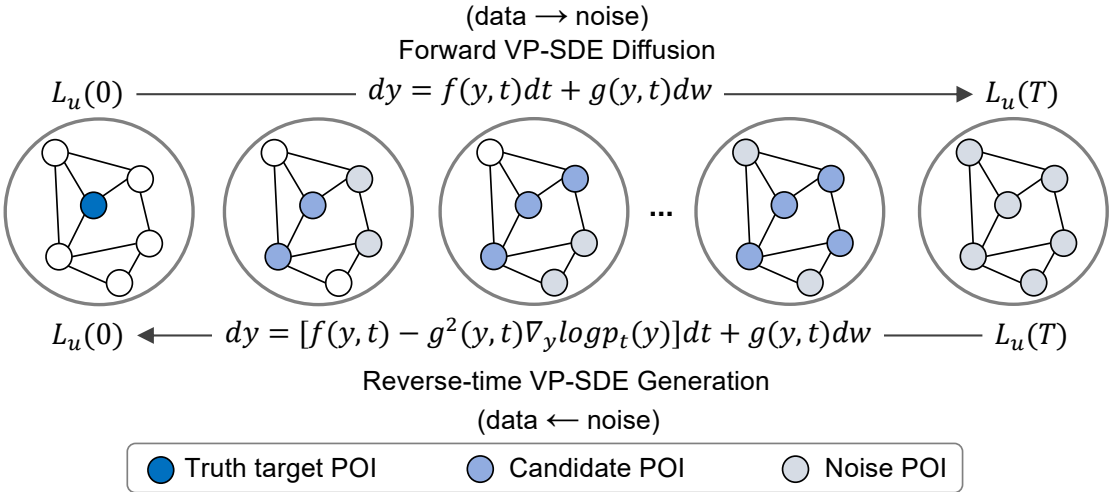 (data → noise)
Forward VP-SDE Diffusion
L_u(0) dy = f(y, t)dt + g(y, t)dw L_u(T)
...
L_u(0) dy = [f(y, t) − g²(y, t)∇_y logp_t(y)]dt + g(y, t)dw L_u(T)
Reverse-time VP-SDE Generation
(data ← noise)
Truth target POI Candidate POI Noise POI